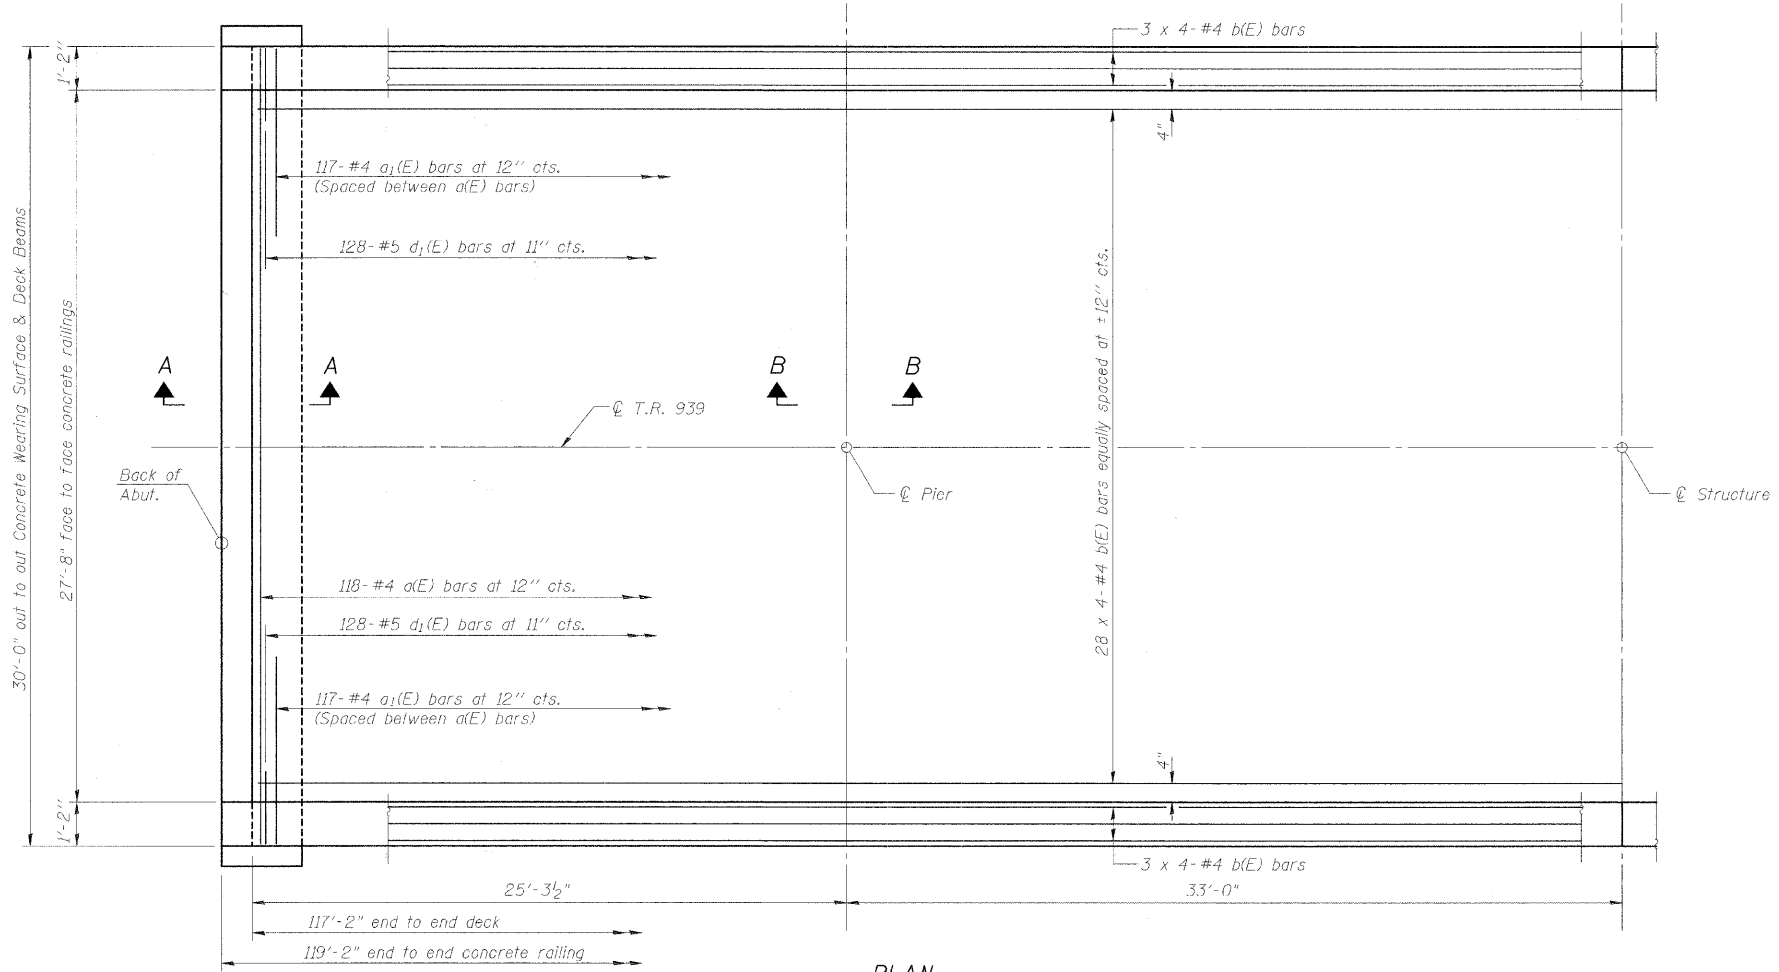 3 x 4-#4 b(E) bars
1'-2"
4"
117-#4 a1(E) bars at 12" cts.
(Spaced between a(E) bars)
128-#5 d1(E) bars at 11" cts.
30'-0" out to out Concrete Wearing Surface & Deck Beams
27'-8" face to face concrete railings
28 x 4-#4 b(E) bars equally spaced at ±12" cts.
A
A
B
B
℄ T.R. 939
Back of
Abut.
℄ Pier
℄ Structure
118-#4 a(E) bars at 12" cts.
128-#5 d1(E) bars at 11" cts.
117-#4 a1(E) bars at 12" cts.
(Spaced between a(E) bars)
4"
1'-2"
3 x 4-#4 b(E) bars
25'-3½"
33'-0"
117'-2" end to end deck
119'-2" end to end concrete railing
PLAN